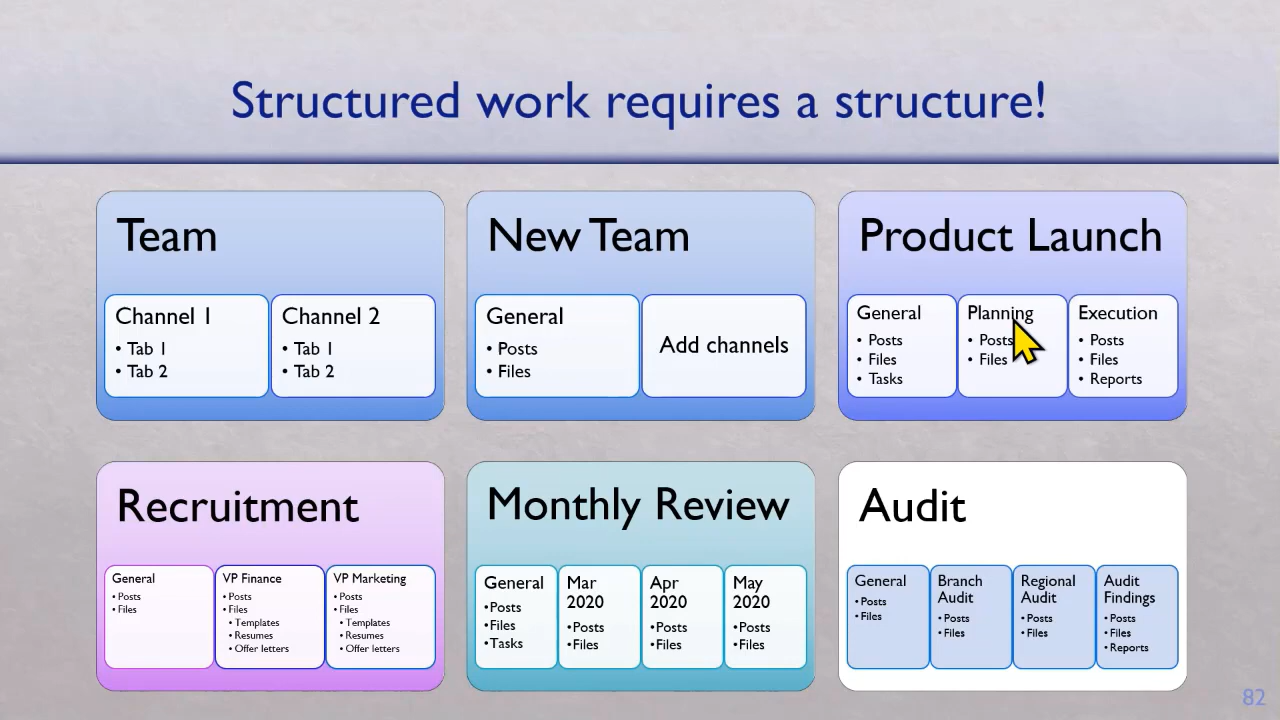 Structured work requires a structure!
Team
Channel 1
• Tab 1
• Tab 2
Channel 2
• Tab 1
• Tab 2
New Team
General
• Posts
• Files
Add channels
Product Launch
General
• Posts
• Files
• Tasks
Planning
• Posts
• Files
Execution
• Posts
• Files
• Reports
Recruitment
General
• Posts
• Files
VP Finance
• Posts
• Files
• Templates
• Resumes
• Offer letters
VP Marketing
• Posts
• Files
• Templates
• Resumes
• Offer letters
Monthly Review
General
• Posts
• Files
• Tasks
Mar
2020
• Posts
• Files
Apr
2020
• Posts
• Files
May
2020
• Posts
• Files
Audit
General
• Posts
• Files
Branch
Audit
• Posts
• Files
Regional
Audit
• Posts
• Files
Audit
Findings
• Posts
• Files
• Reports
82